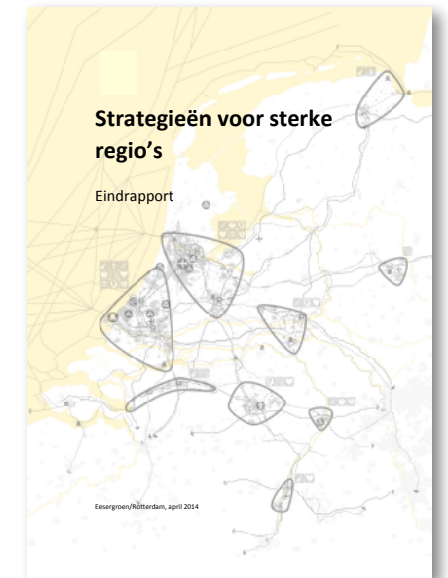 Strategieën voor sterke
regio's
Eindrapport
Eesergroen/Rotterdam, april 2014